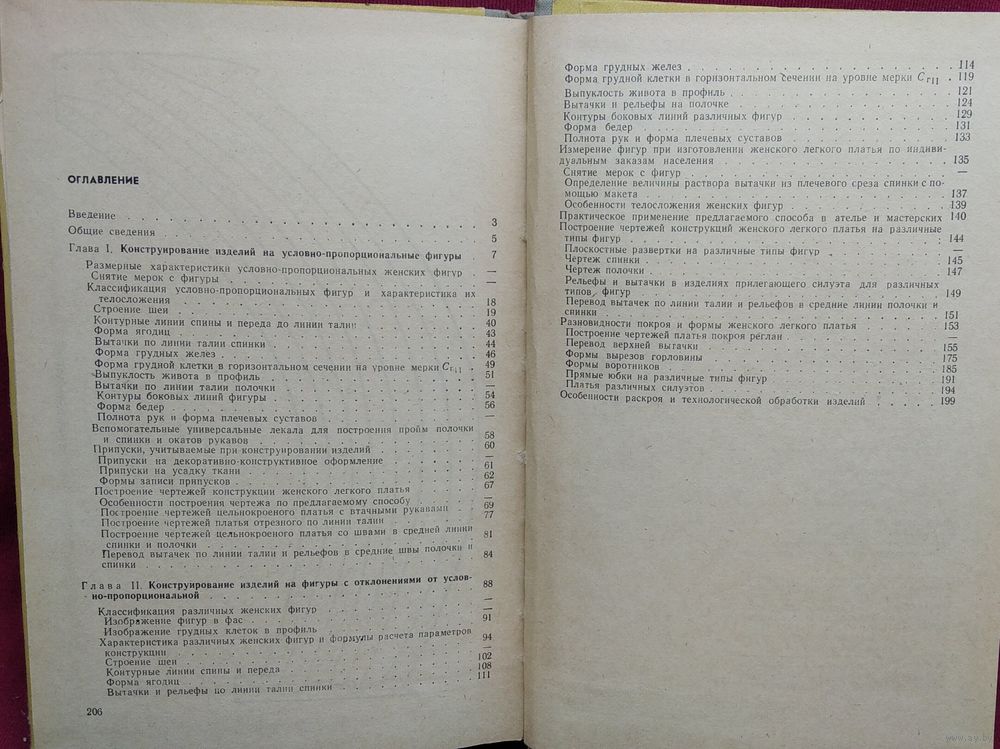 ОГЛАВЛЕНИЕ
Введение . . . . . . . . . . 3
Общие сведения . . . . . . . . . . 5
Глава I. Конструирование изделий на условно-пропорциональные фигуры 7
Размерные характеристики условно-пропорциональных женских фигур . —
Снятие мерок с фигуры . . . . . . . . . . —
Классификация условно-пропорциональных фигур и характеристика их
телосложения . . . . . . . . . . 18
Строение шеи . . . . . . . . . . 19
Контурные линии спины и переда до линии талии . . . . . 40
Форма ягодиц . . . . . . . . . . 43
Вытачки по линии талии спинки . . . . . . . . . . 44
Форма грудных желез . . . . . . . . . . 46
Форма грудной клетки в горизонтальном сечении на уровне мерки СгII . 49
Выпуклость живота в профиль . . . . . . . . . . 51
Вытачки по линии талии полочки . . . . . . . . . . —
Контуры боковых линий фигуры . . . . . . . . . . 54
Форма бедер . . . . . . . . . . 56
Полнота рук и форма плечевых суставов . . . . . . . —
Вспомогательные универсальные лекала для построения пройм полочки
и спинки и окатов рукавов . . . . . . . . . . 58
Припуски, учитываемые при конструировании изделий . . . . . 60
Припуски на декоративно-конструктивное оформление . . . . . —
Припуски на усадку ткани . . . . . . . . . . 61
Формы записи припусков . . . . . . . . . . 62
Построение чертежей конструкции женского легкого платья . . . . 67
Особенности построения чертежа по предлагаемому способу . . . . —
Построение чертежей цельнокроеного платья с втачными рукавами . . 69
Построение чертежей платья отрезного по линии талии . . . . 77
Построение чертежей цельнокроеного платья со швами в средней линии
спинки и полочки . . . . . . . . . . 81
Перевод вытачек по линии талии и рельефов в средние швы полочки и
спинки . . . . . . . . . . 84
Глава II. Конструирование изделий на фигуры с отклонениями от услов-
но-пропорциональной . . . . . . . . . . 88
Классификация различных женских фигур . . . . . . . —
Изображение фигур в фас . . . . . . . . . . —
Изображение грудных клеток в профиль . . . . . . . 91
Характеристика различных женских фигур и формулы расчета параметров
конструкции . . . . . . . . . . 94
Строение шеи . . . . . . . . . . —
Контурные линии спины и переда . . . . . . . . . . 102
Форма ягодиц . . . . . . . . . . 108
Вытачки и рельефы по линии талии спинки . . . . . . . 111
206
Форма грудных желез . . . . . . . . . . 114
Форма грудной клетки в горизонтальном сечении на уровне мерки СгII . 119
Выпуклость живота в профиль . . . . . . . . . . 121
Вытачки и рельефы на полочке . . . . . . . . . . 124
Контуры боковых линий различных фигур . . . . . . . 129
Форма бедер . . . . . . . . . . 131
Полнота рук и форма плечевых суставов . . . . . . . 133
Измерение фигур при изготовлении женского легкого платья по индиви-
дуальным заказам населения . . . . . . . . . . 135
Снятие мерок с фигур . . . . . . . . . . —
Определение величины раствора вытачки из плечевого среза спинки с по-
мощью макета . . . . . . . . . . 137
Особенности телосложения женских фигур . . . . . . . 139
Практическое применение предлагаемого способа в ателье и мастерских 140
Построение чертежей конструкций женского легкого платья на различные
типы фигур . . . . . . . . . . 144
Плоскостные развертки на различные типы фигур . . . . . —
Чертеж спинки . . . . . . . . . . 145
Чертеж полочки . . . . . . . . . . 147
Рельефы и вытачки в изделиях прилегающего силуэта для различных
типов фигур . . . . . . . . . . 149
Перевод вытачек по линии талии и рельефов в средние линии полочки и
спинки . . . . . . . . . . 151
Разновидности покроя и формы женского легкого платья . . . . 153
Построение чертежей платья покроя реглан . . . . . . . —
Перевод верхней вытачки . . . . . . . . . . 155
Формы вырезов горловины . . . . . . . . . . 175
Формы воротников . . . . . . . . . . 185
Прямые юбки на различные типы фигур . . . . . . . 191
Платья различных силуэтов . . . . . . . . . . 194
Особенности раскроя и технологической обработки изделий . . . . 199
www.ay.by